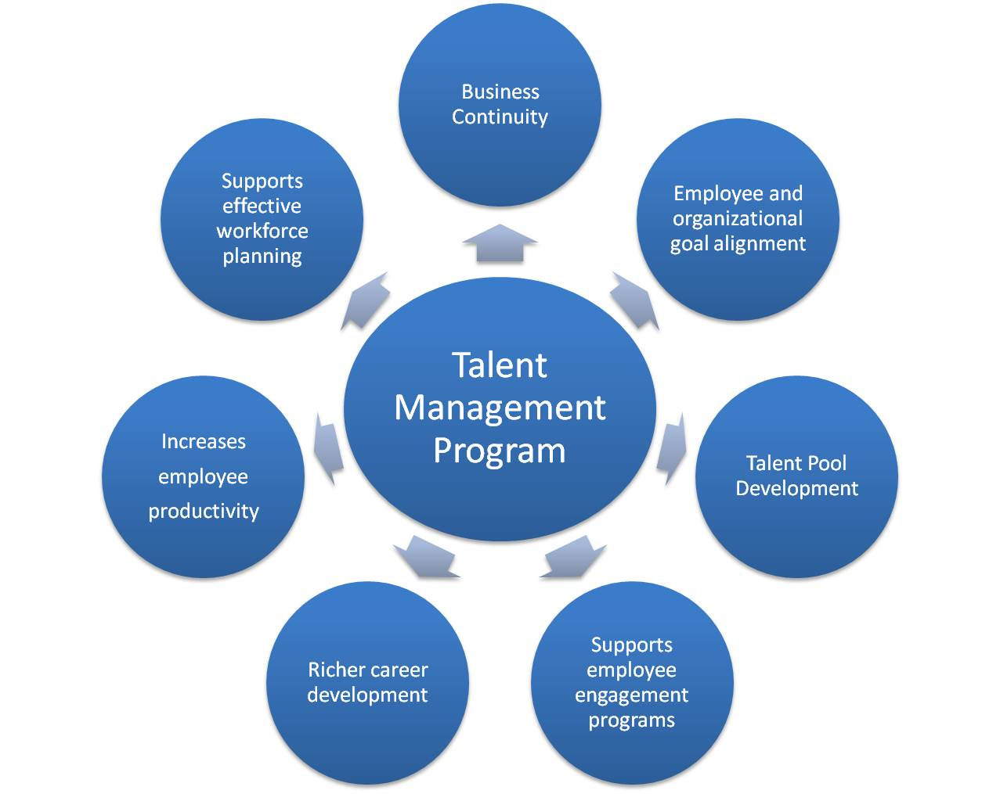 Business
Continuity
Employee and
organizational
goal alignment
Talent Pool
Development
Supports
employee
engagement
programs
Richer career
development
Increases
employee
productivity
Supports
effective
workforce
planning
Talent
Management
Program